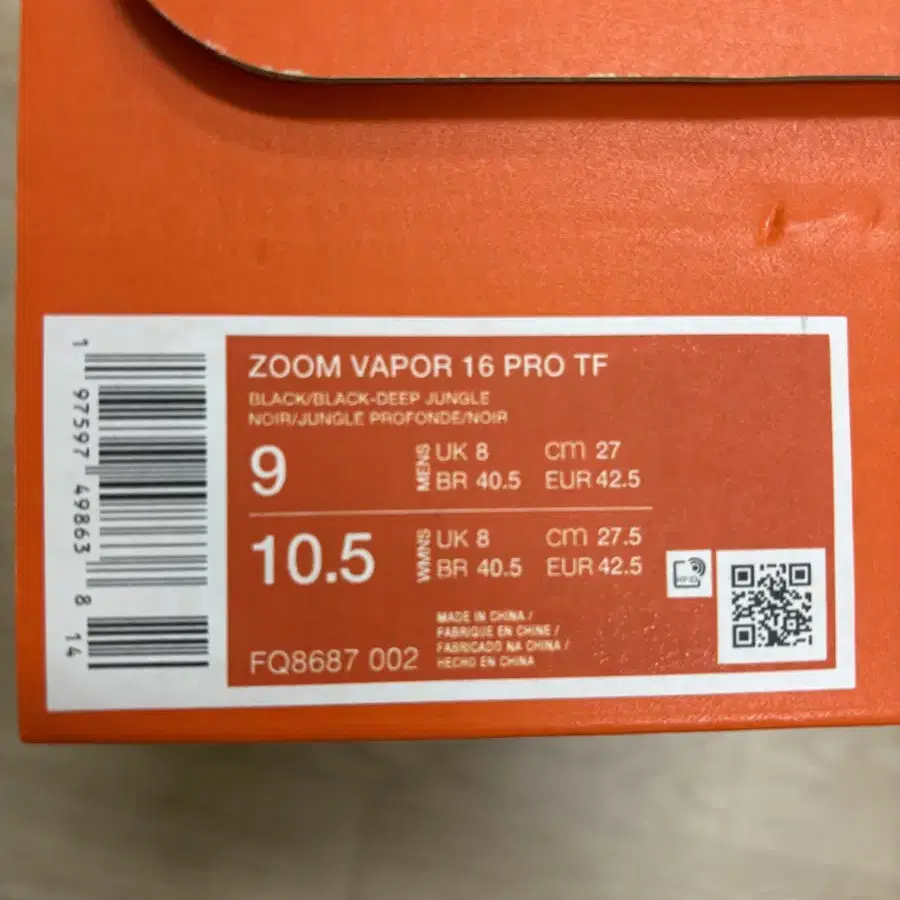 ZOOM VAPOR 16 PRO TF
BLACK/BLACK-DEEP JUNGLE
NOIR/JUNGLE PROFONDE/NOIR
9 MENS UK 8 cm 27
BR 40.5 EUR 42.5
10.5 WMNS UK 8 cm 27.5
BR 40.5 EUR 42.5
MADE IN CHINA /
FABRIQUE EN CHINE /
FABRICADO NA CHINA /
HECHO EN CHINA
FQ8687 002
RFID
1 97597 49863 8 14